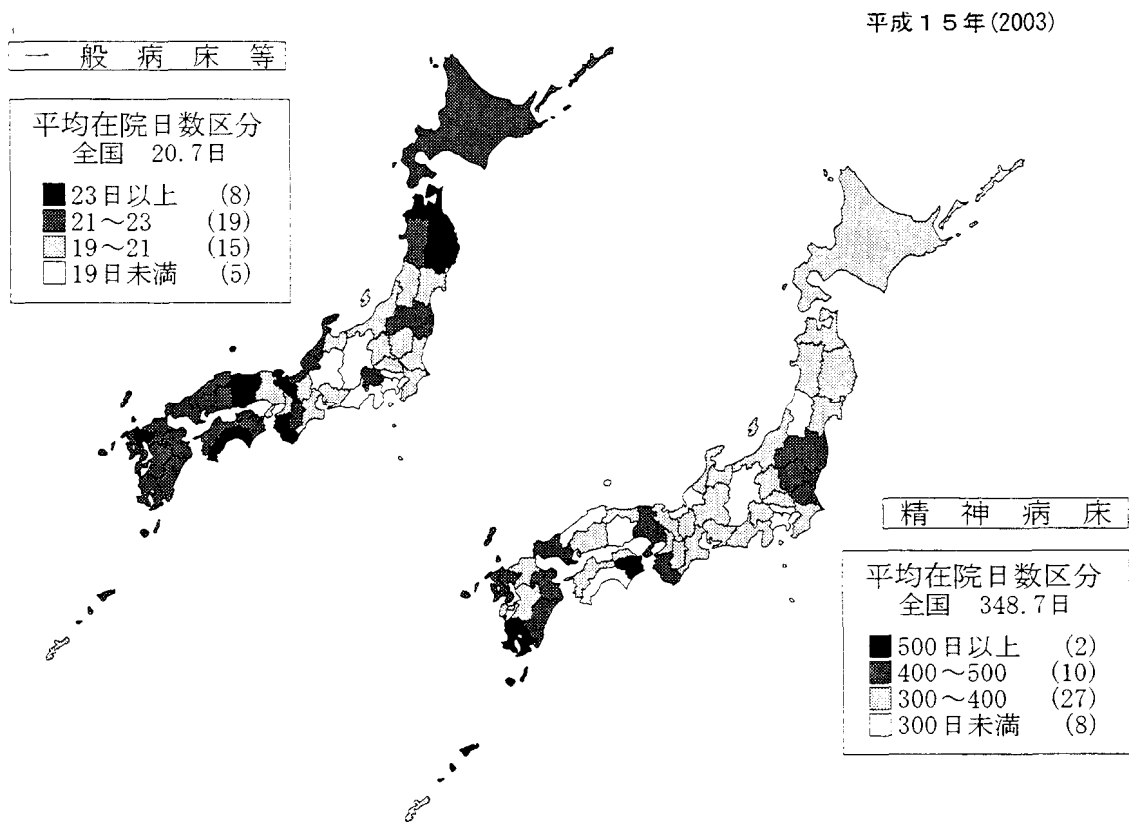 平成１５年(2003)
一般病床等
平均在院日数区分
全国 20.7日
23日以上 (8)
21～23 (19)
19～21 (15)
19日未満 (5)
精神病床
平均在院日数区分
全国 348.7日
500日以上 (2)
400～500 (10)
300～400 (27)
300日未満 (8)